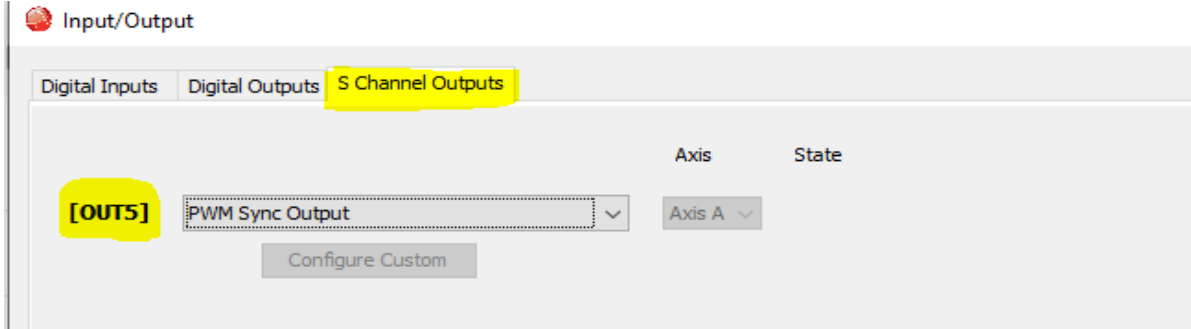 Input/Output
Digital Inputs Digital Outputs S Channel Outputs
Axis State
[OUT5] PWM Sync Output Axis A
Configure Custom